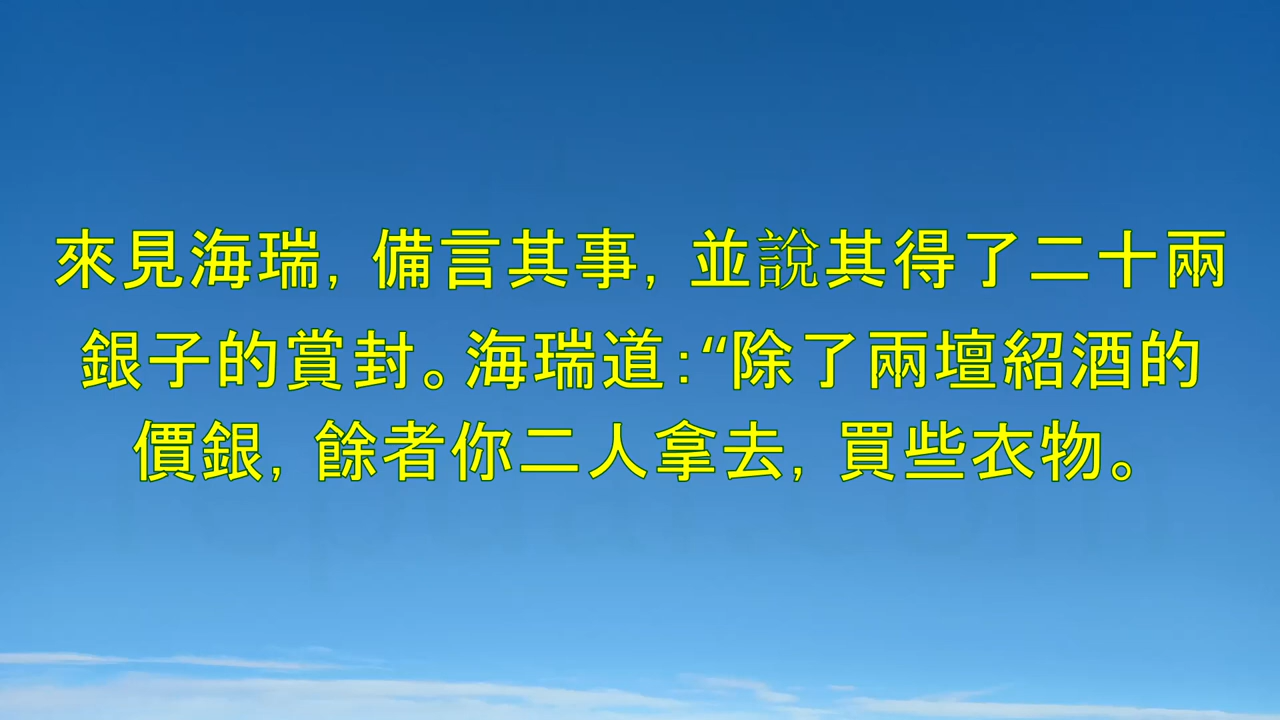 來見海瑞, 備言其事, 並說其得了二十兩
銀子的賞封。海瑞道:“除了兩壇紹酒的
價銀, 餘者你二人拿去, 買些衣物。